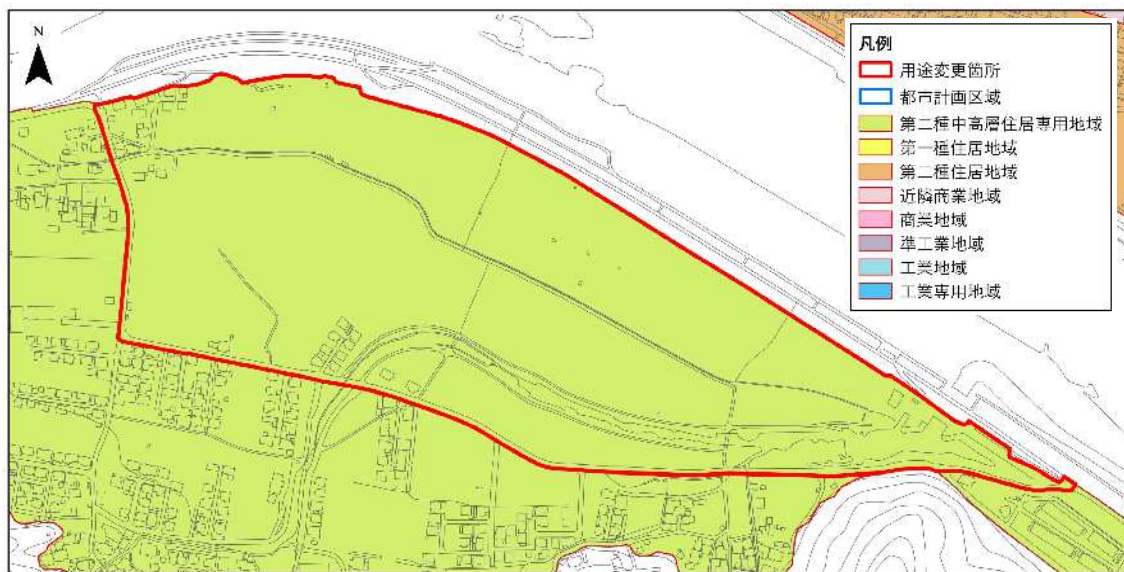 N
凡例
用途変更箇所
都市計画区域
第二種中高層住居専用地域
第一種住居地域
第二種住居地域
近隣商業地域
商業地域
準工業地域
工業地域
工業専用地域